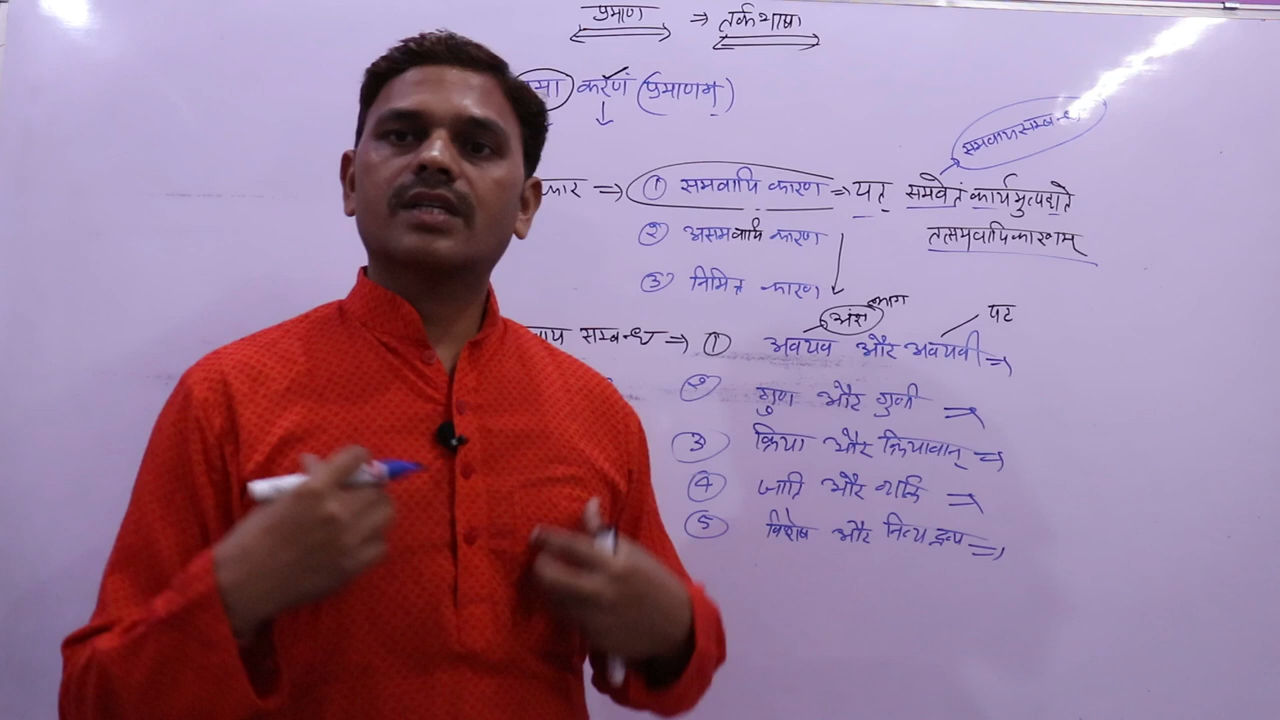 प्रमाण ⇒ तर्कभाषा
मा करणं (प्रमाणम्)
↓
समवायसम्बन्ध
कार ⇒ ① समवायि कारण ⇒ यत् समवेतं कार्यमुत्पद्यते
② असमवायि कारण तत्समवायिकारणम्
③ निमित्त कारण
अंश भाग पट
ाय सम्बन्ध ⇒ ① अवयव और अवयवी ⇒
② गुण और गुणी ⇒
③ क्रिया और क्रियावान् ⇒
④ जाति और व्यक्ति ⇒
⑤ विशेष और नित्य द्रव्य ⇒